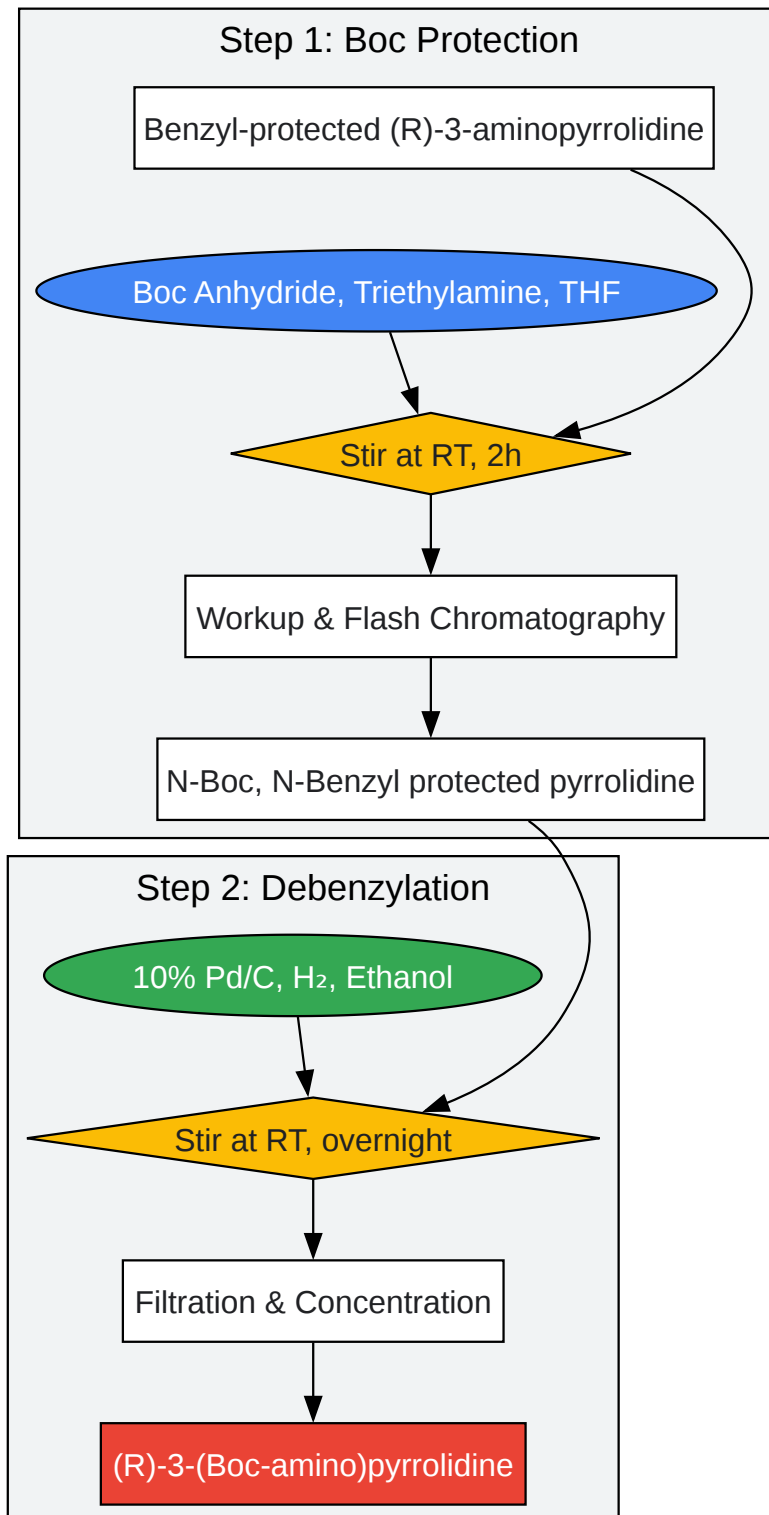 Step 1: Boc Protection
Benzyl-protected (R)-3-aminopyrrolidine
Boc Anhydride, Triethylamine, THF
Stir at RT, 2h
Workup & Flash Chromatography
N-Boc, N-Benzyl protected pyrrolidine
Step 2: Debenzylation
10% Pd/C, H₂, Ethanol
Stir at RT, overnight
Filtration & Concentration
(R)-3-(Boc-amino)pyrrolidine